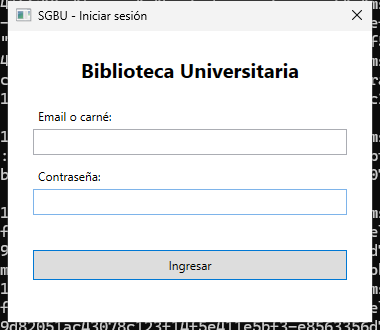 SGBU - Iniciar sesión
Biblioteca Universitaria
Email o carné:
Contraseña:
Ingresar